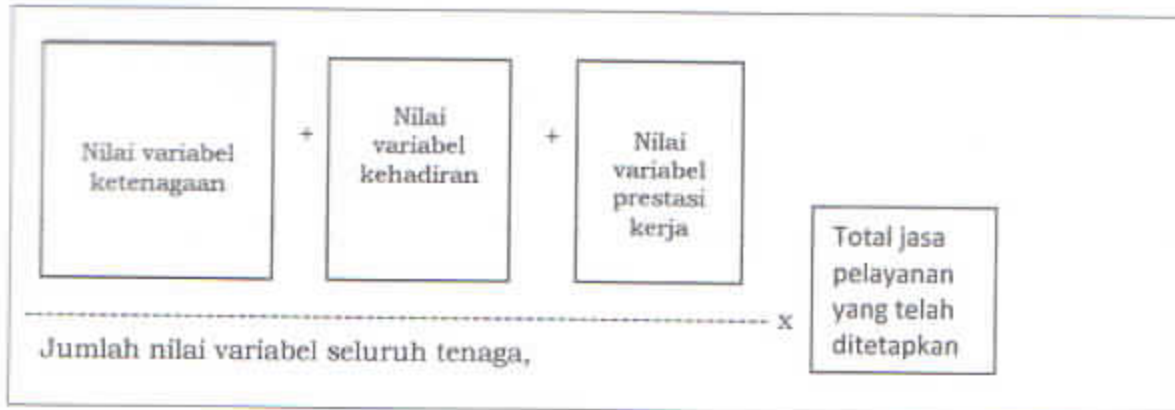 Nilai variabel
ketenagaan
+
Nilai
variabel
kehadiran
+
Nilai
variabel
prestasi
kerja
x
Total jasa
pelayanan
yang telah
ditetapkan
Jumlah nilai variabel seluruh tenaga,